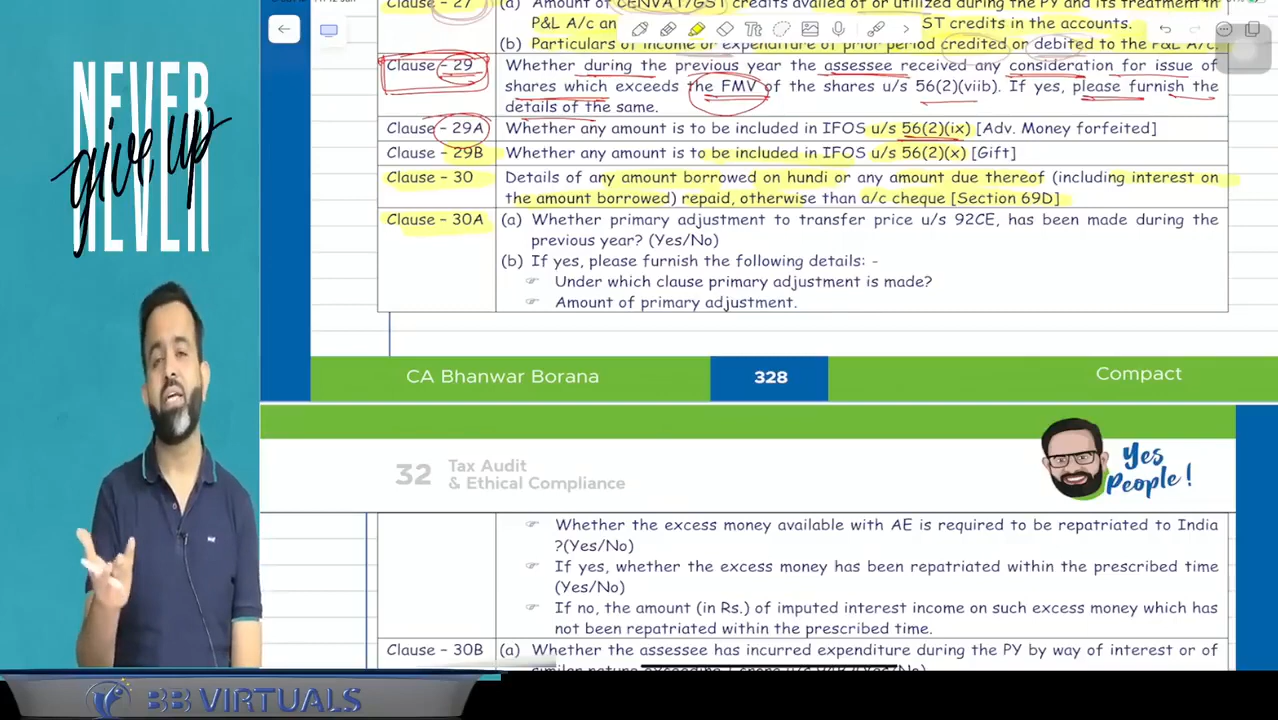 Clause - 27 (a) Amount of CENVAT/GST credits availed of or utilized during the PY and its treatment in
P&L A/c an ST credits in the accounts.
(b) Particulars of income or expenditure of prior period credited or debited to the P&L A/c.
Clause - 29 Whether during the previous year the assessee received any consideration for issue of
shares which exceeds the FMV of the shares u/s 56(2)(viib). If yes, please furnish the
details of the same.
Clause - 29A Whether any amount is to be included in IFOS u/s 56(2)(ix) [Adv. Money forfeited]
Clause - 29B Whether any amount is to be included in IFOS u/s 56(2)(x) [Gift]
Clause - 30 Details of any amount borrowed on hundi or any amount due thereof (including interest on
the amount borrowed) repaid, otherwise than a/c cheque [Section 69D]
Clause - 30A (a) Whether primary adjustment to transfer price u/s 92CE, has been made during the
previous year? (Yes/No)
(b) If yes, please furnish the following details: -
☞ Under which clause primary adjustment is made?
☞ Amount of primary adjustment.
NEVER
give up
NEVER
CA Bhanwar Borana 328 Compact
32 Tax Audit
& Ethical Compliance
Yes
People!
☞ Whether the excess money available with AE is required to be repatriated to India
?(Yes/No)
☞ If yes, whether the excess money has been repatriated within the prescribed time
(Yes/No)
☞ If no, the amount (in Rs.) of imputed interest income on such excess money which has
not been repatriated within the prescribed time.
Clause - 30B (a) Whether the assessee has incurred expenditure during the PY by way of interest or of
BB VIRTUALS